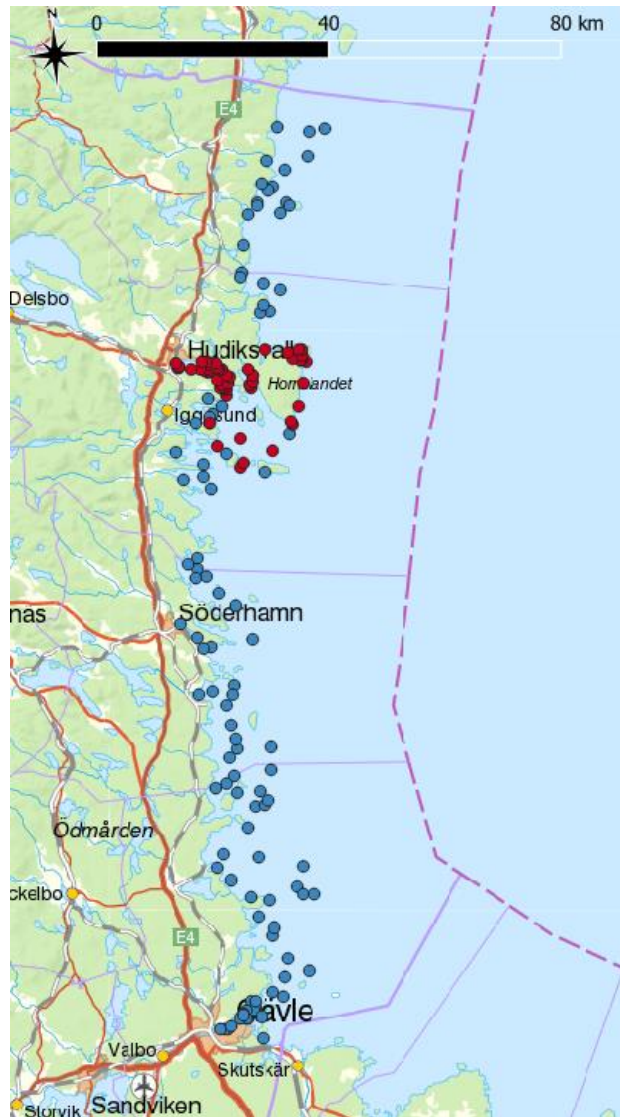 N
0 40 80 km
E4
Delsbo
Hudiksvall
Hornslandet
Iggesund
nas
Söderhamn
Ödmården
ckelbo
E4
Gävle
Valbo
Skutskär
Storvik
Sandviken